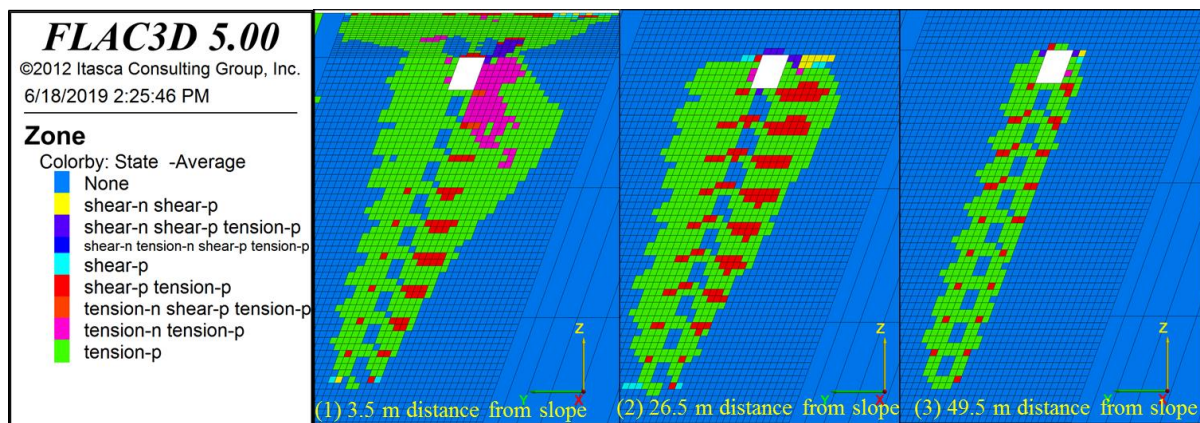 FLAC3D 5.00
©2012 Itasca Consulting Group, Inc.
6/18/2019 2:25:46 PM
Zone
Colorby: State -Average
None
shear-n shear-p
shear-n shear-p tension-p
shear-n tension-n shear-p tension-p
shear-p
shear-p tension-p
tension-n shear-p tension-p
tension-n tension-p
tension-p
Z
Y
X
(1) 3.5 m distance from slope
Z
Y
X
(2) 26.5 m distance from slope
Z
Y
X
(3) 49.5 m distance from slope